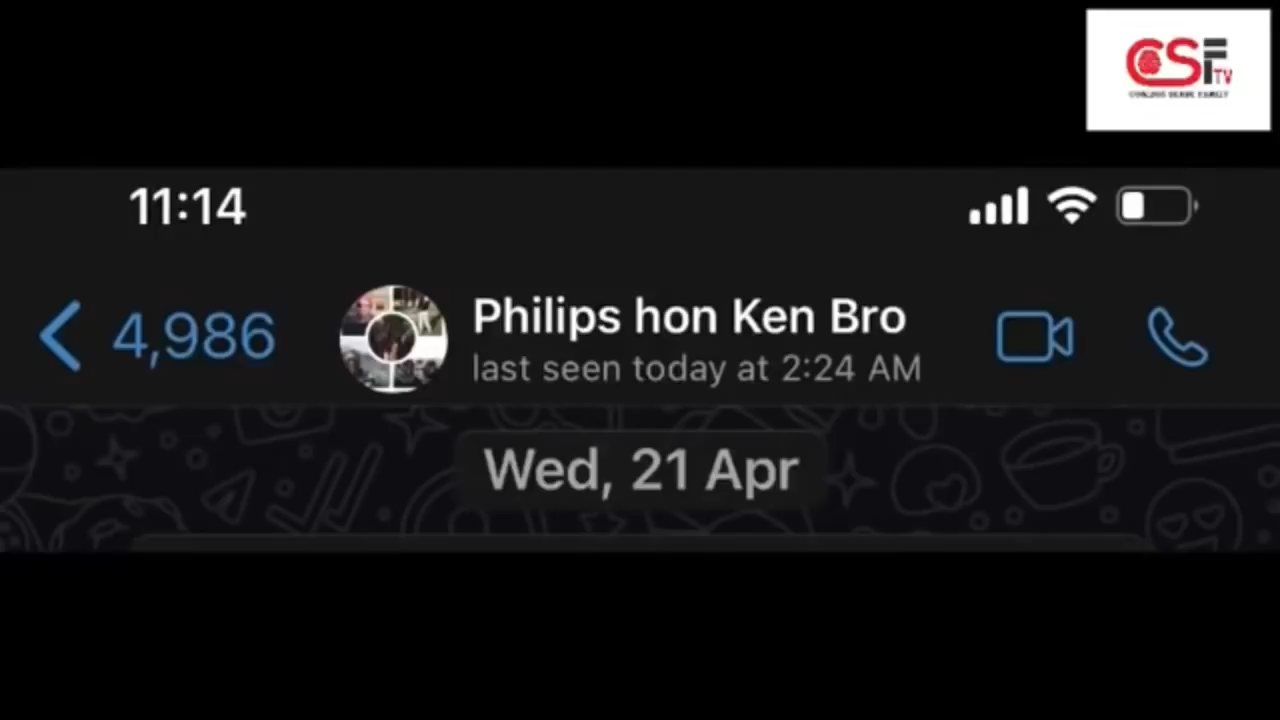 CSF TV
11:14
4,986
Philips hon Ken Bro
last seen today at 2:24 AM
Wed, 21 Apr